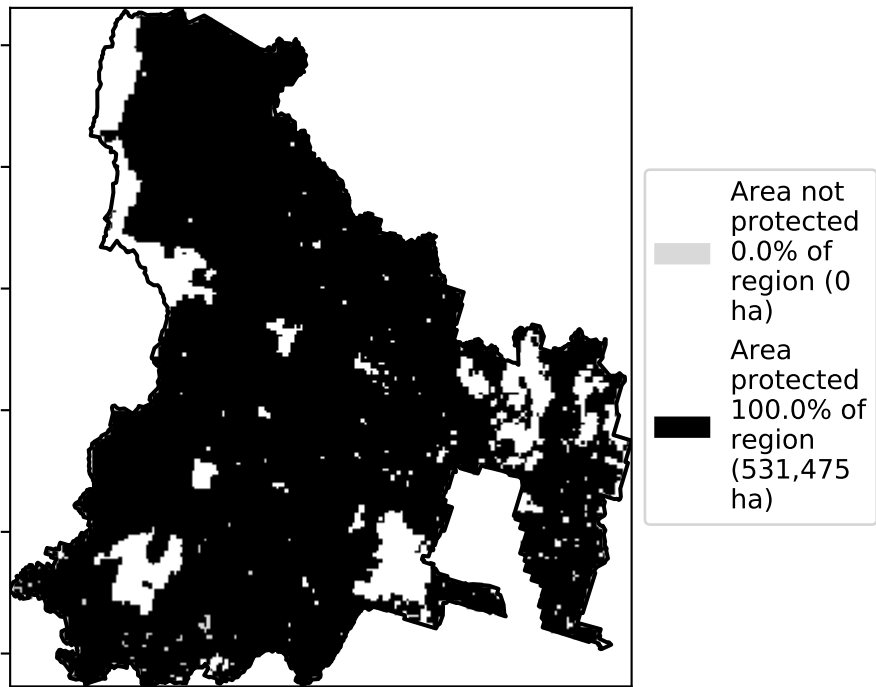 Area not
protected
0.0% of
region (0
ha)
Area
protected
100.0% of
region
(531,475
ha)